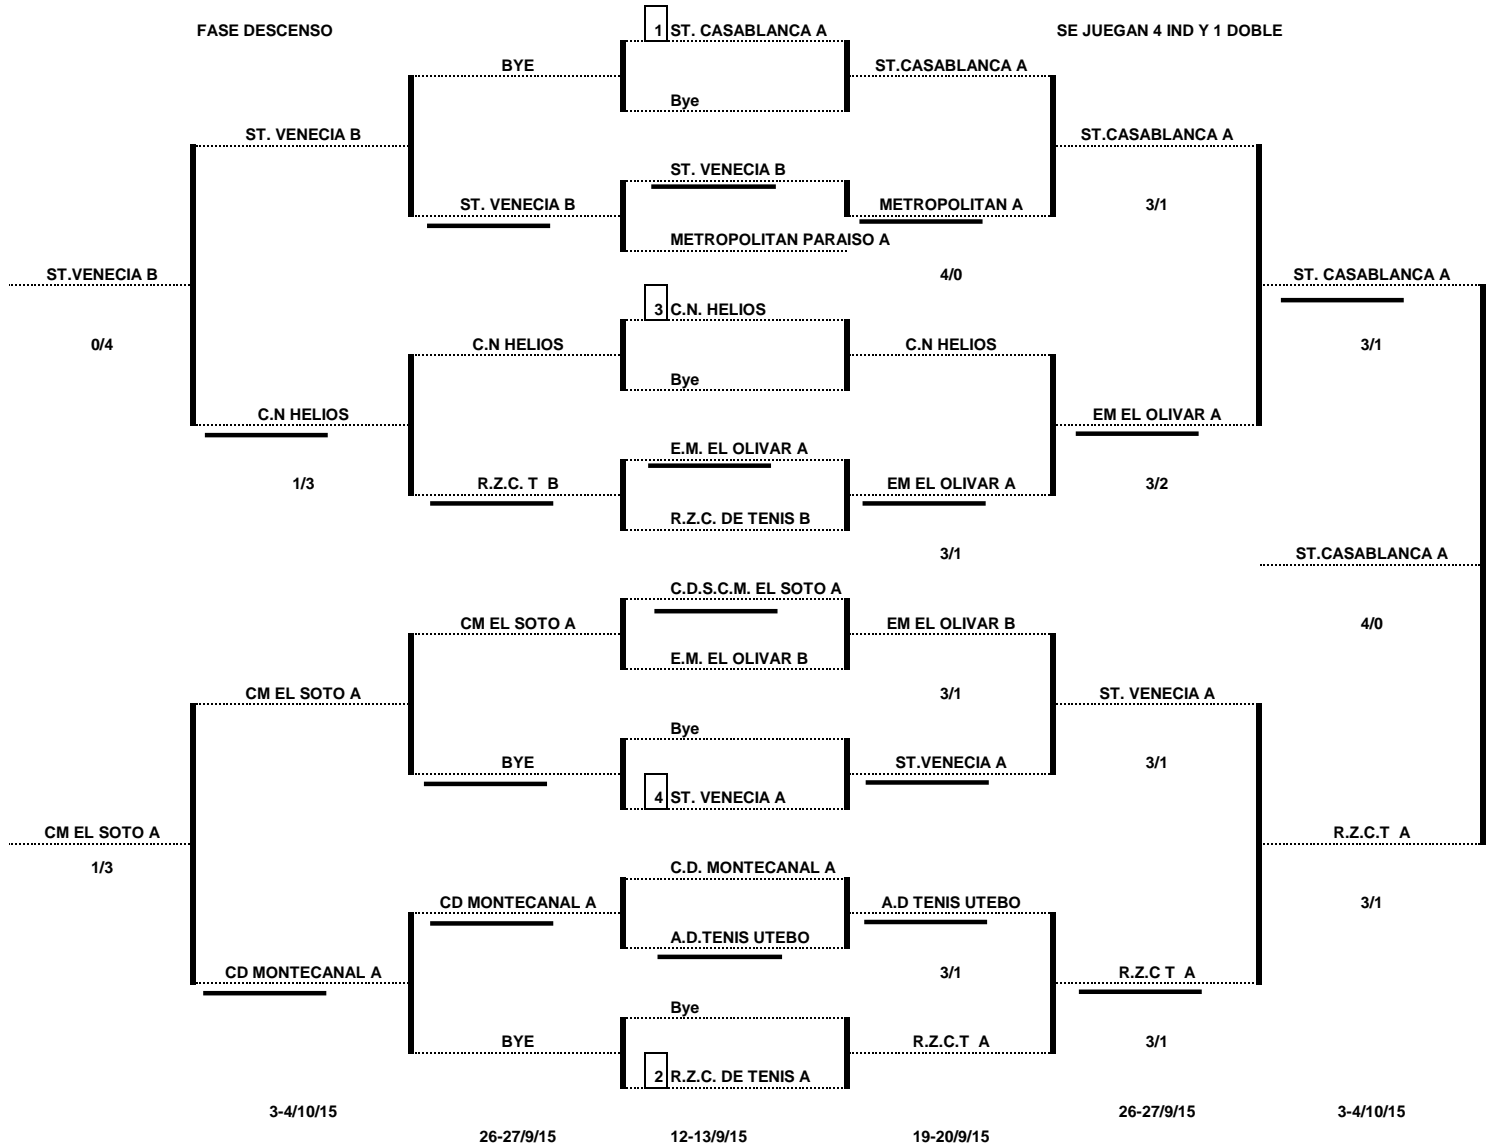 FASE DESCENSO
1 ST. CASABLANCA A
SE JUEGAN 4 IND Y 1 DOBLE
BYE
ST.CASABLANCA A
Bye
ST. VENECIA B
ST.CASABLANCA A
ST. VENECIA B
ST. VENECIA B
METROPOLITAN A
3/1
METROPOLITAN PARAISO A
ST.VENECIA B
4/0
ST. CASABLANCA A
3 C.N. HELIOS
0/4
C.N HELIOS
C.N HELIOS
3/1
Bye
C.N HELIOS
EM EL OLIVAR A
E.M. EL OLIVAR A
1/3
R.Z.C. T B
EM EL OLIVAR A
3/2
R.Z.C. DE TENIS B
3/1
ST.CASABLANCA A
C.D.S.C.M. EL SOTO A
CM EL SOTO A
EM EL OLIVAR B
4/0
E.M. EL OLIVAR B
CM EL SOTO A
3/1
ST. VENECIA A
Bye
BYE
ST.VENECIA A
3/1
4 ST. VENECIA A
CM EL SOTO A
R.Z.C.T A
1/3
C.D. MONTECANAL A
CD MONTECANAL A
A.D TENIS UTEBO
3/1
A.D.TENIS UTEBO
CD MONTECANAL A
3/1
R.Z.C T A
Bye
BYE
R.Z.C.T A
3/1
2 R.Z.C. DE TENIS A
3-4/10/15
26-27/9/15
3-4/10/15
26-27/9/15
12-13/9/15
19-20/9/15